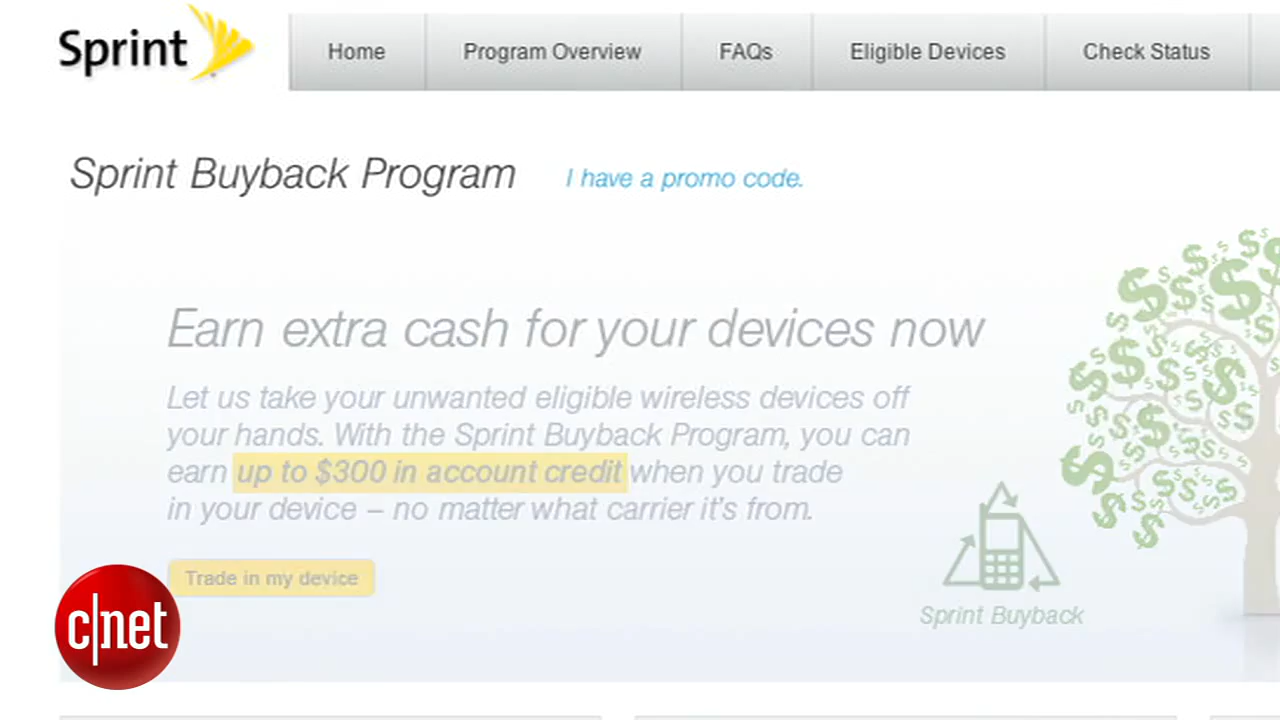 Sprint
Home
Program Overview
FAQs
Eligible Devices
Check Status
Sprint Buyback Program
I have a promo code.
Earn extra cash for your devices now
Let us take your unwanted eligible wireless devices off
your hands. With the Sprint Buyback Program, you can
earn up to $300 in account credit when you trade
in your device – no matter what carrier it's from.
Trade in my device
Sprint Buyback
c|net